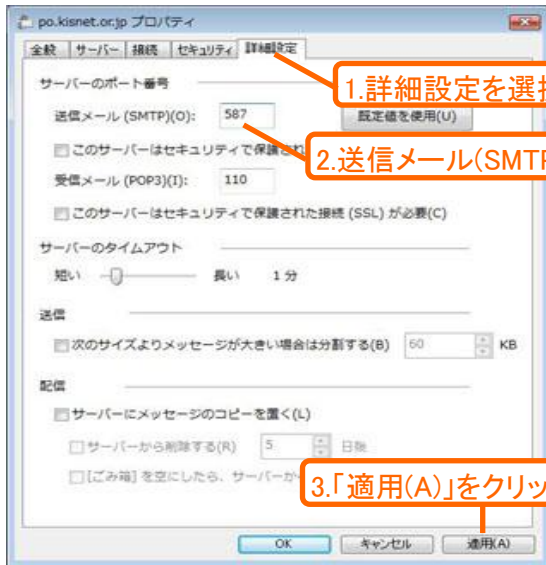 po.kisnet.or.jp プロパティ
全般 サーバー 接続 セキュリティ 詳細設定
サーバーのポート番号
1.詳細設定を選
送信メール (SMTP)(O): 587 既定値を使用(U)
このサーバーはセキュリティで保護され
2.送信メール(SMTP
受信メール (POP3)(I): 110
このサーバーはセキュリティで保護された接続 (SSL) が必要(C)
サーバーのタイムアウト
短い 長い 1 分
送信
次のサイズよりメッセージが大きい場合は分割する(B) 60 KB
配信
サーバーにメッセージのコピーを置く(L)
サーバーから削除する(R) 5 日後
[ごみ箱] を空にしたら、サーバーか
3.「適用(A)」をクリッ
OK キャンセル 適用(A)